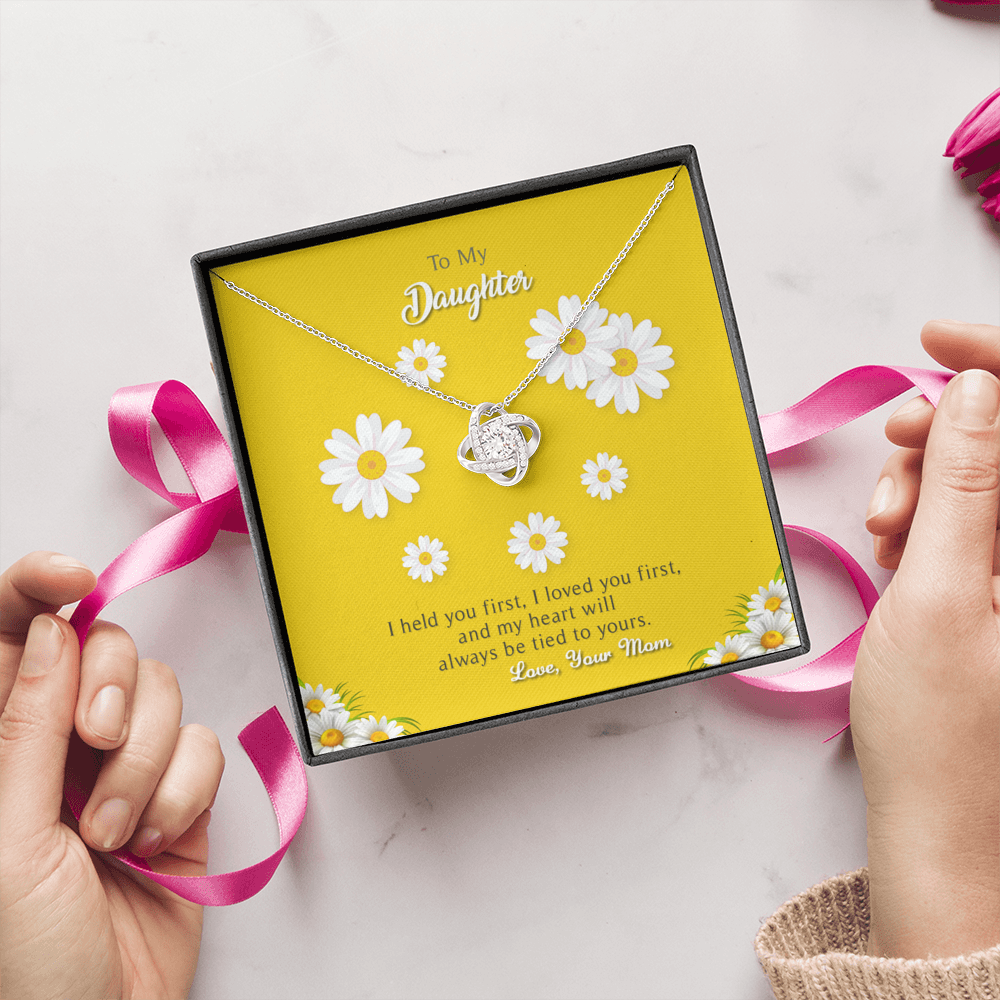 To My
Daughter
I held you first, I loved you first,
and my heart will
always be tied to yours.
Love, Your Mom